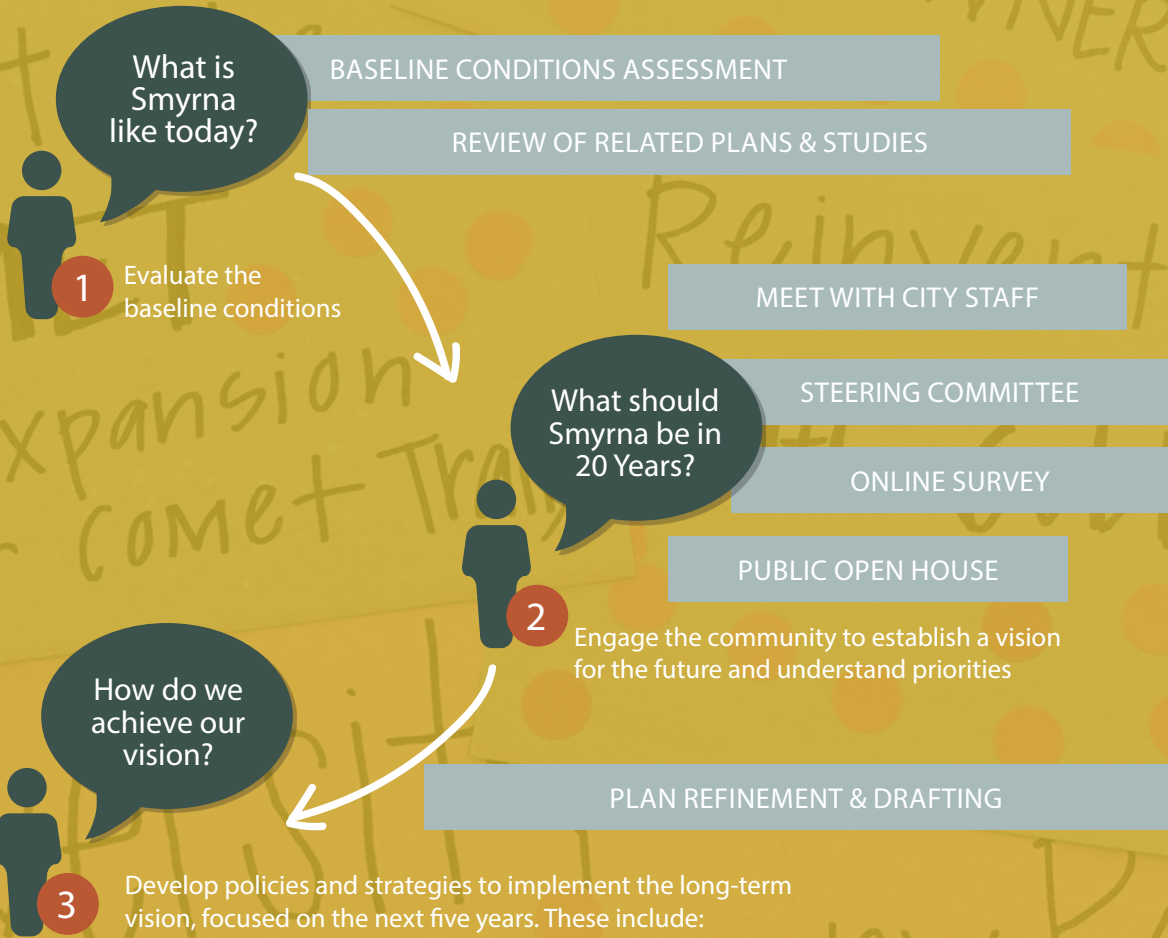 What is
Smyrna
like today?
BASELINE CONDITIONS ASSESSMENT
REVIEW OF RELATED PLANS & STUDIES
1
Evaluate the
baseline conditions
Reinvent
MEET WITH CITY STAFF
xpansion
What should
Smyrna be in
20 Years?
STEERING COMMITTEE
comet
ONLINE SURVEY
PUBLIC OPEN HOUSE
2
Engage the community to establish a vision
for the future and understand priorities
How do we
achieve our
vision?
PLAN REFINEMENT & DRAFTING
3
Develop policies and strategies to implement the long-term
vision, focused on the next five years. These include: